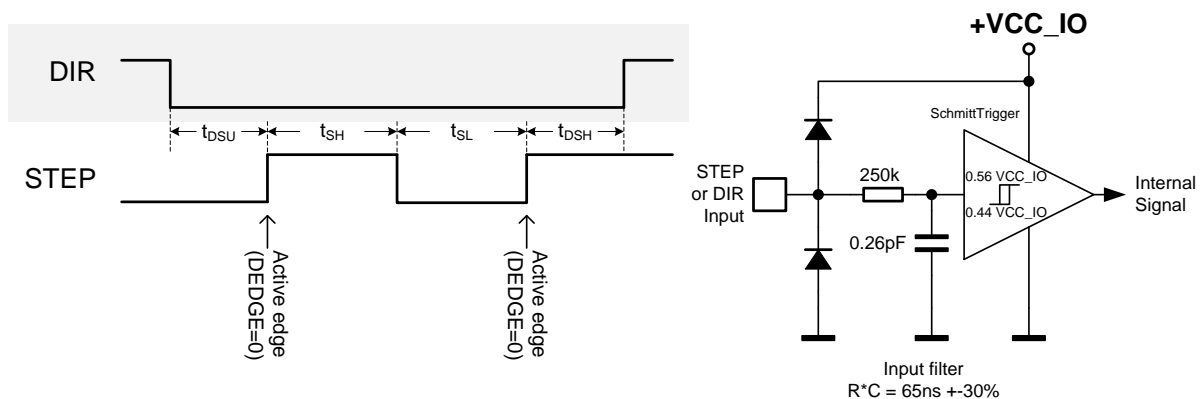 DIR
tDSU
tSH
tSL
tDSH
STEP
Active edge
(DEDGE=0)
Active edge
(DEDGE=0)
+VCC_IO
SchmittTrigger
STEP
or DIR
Input
250k
0.56 VCC_IO
0.44 VCC_IO
0.26pF
Internal
Signal
Input filter
R*C = 65ns +-30%